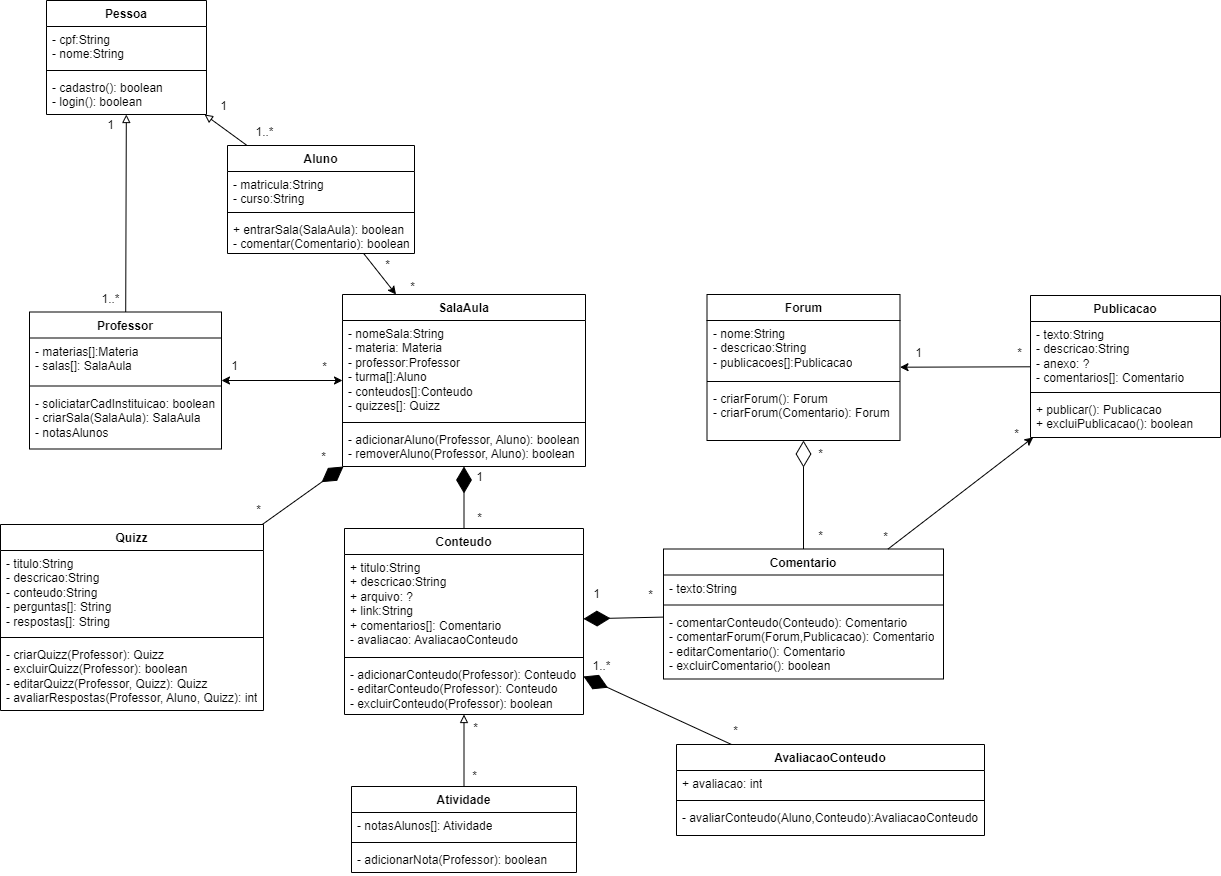 Pessoa
- cpf:String
- nome:String
- cadastro(): boolean
- login(): boolean
1
1
1..*
Aluno
- matricula:String
- curso:String
+ entrarSala(SalaAula): boolean
- comentar(Comentario): boolean
*
*
1..*
Professor
- materias[]:Materia
- salas[]: SalaAula
- soliciatarCadInstituicao: boolean
- criarSala(SalaAula): SalaAula
- notasAlunos
1
*
SalaAula
- nomeSala:String
- materia: Materia
- professor:Professor
- turma[]:Aluno
- conteudos[]:Conteudo
- quizzes[]: Quizz
- adicionarAluno(Professor, Aluno): boolean
- removerAluno(Professor, Aluno): boolean
Forum
- nome:String
- descricao:String
- publicacoes[]:Publicacao
- criarForum(): Forum
- criarForum(Comentario): Forum
1
*
Publicacao
- texto:String
- descricao:String
- anexo: ?
- comentarios[]: Comentario
+ publicar(): Publicacao
+ excluiPublicacao(): boolean
*
*
1
*
*
*
*
*
Quizz
- titulo:String
- descricao:String
- conteudo:String
- perguntas[]: String
- respostas[]: String
- criarQuizz(Professor): Quizz
- excluirQuizz(Professor): boolean
- editarQuizz(Professor, Quizz): Quizz
- avaliarRespostas(Professor, Aluno, Quizz): int
Conteudo
+ titulo:String
+ descricao:String
+ arquivo: ?
+ link:String
+ comentarios[]: Comentario
- avaliacao: AvaliacaoConteudo
- adicionarConteudo(Professor): Conteudo
- editarConteudo(Professor): Conteudo
- excluirConteudo(Professor): boolean
1
*
Comentario
- texto:String
- comentarConteudo(Conteudo): Comentario
- comentarForum(Forum,Publicacao): Comentario
- editarComentario(): Comentario
- excluirComentario(): boolean
1..*
*
*
*
AvaliacaoConteudo
+ avaliacao: int
- avaliarConteudo(Aluno,Conteudo):AvaliacaoConteudo
Atividade
- notasAlunos[]: Atividade
- adicionarNota(Professor): boolean